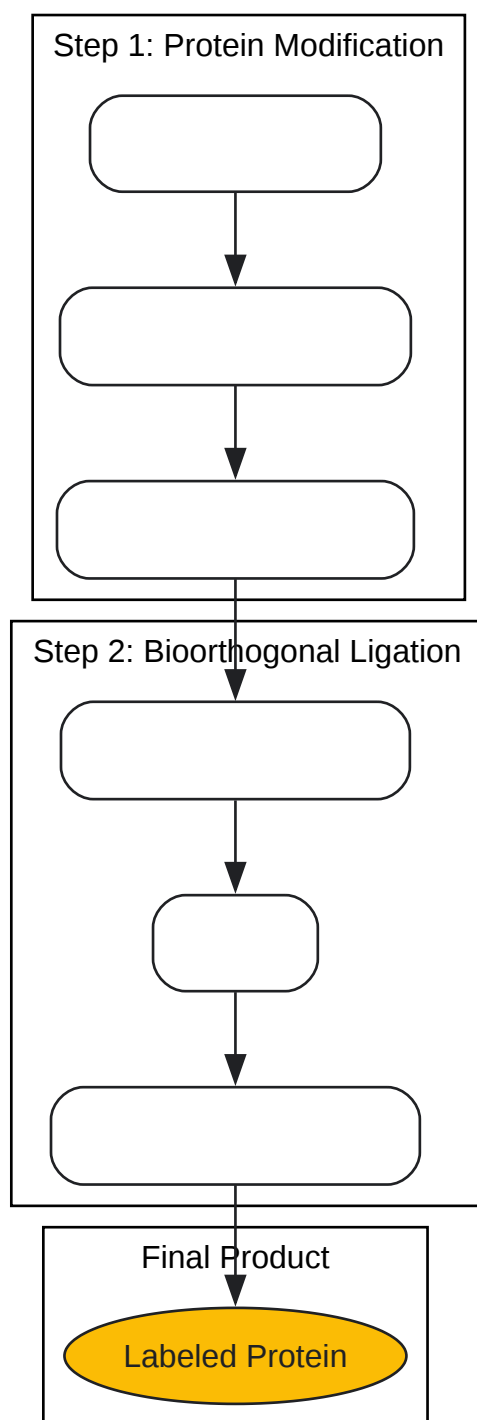 Step 1: Protein Modification
Step 2: Bioorthogonal Ligation
Final Product
Labeled Protein